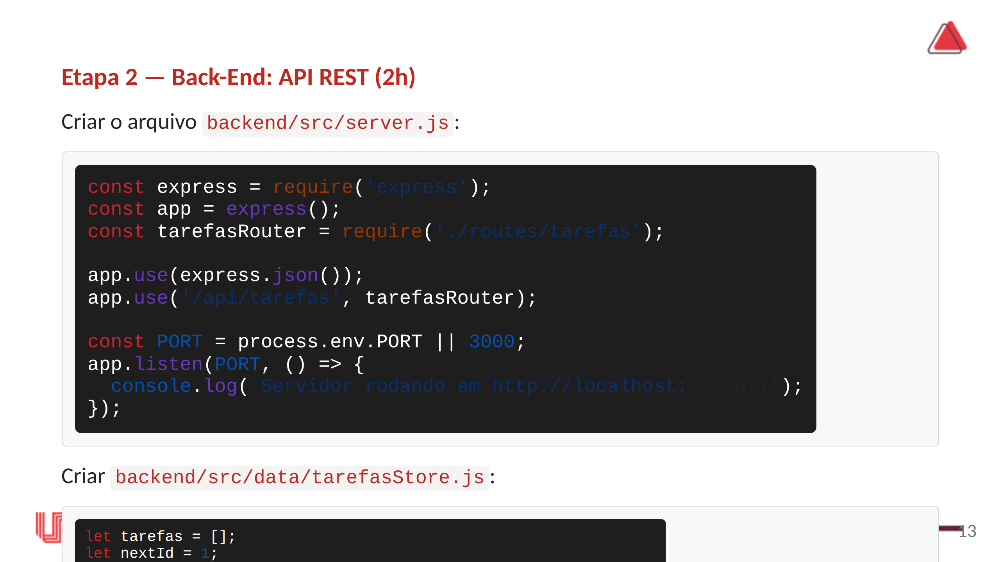 Etapa 2 — Back-End: API REST (2h)
Criar o arquivo backend/src/server.js:
const express = require('express');
const app = express();
const tarefasRouter = require('./routes/tarefas');
app.use(express.json());
app.use('/api/tarefas', tarefasRouter);
const PORT = process.env.PORT || 3000;
app.listen(PORT, () => {
  console.log(`Servidor rodando em http://localhost:${PORT}`);
});
Criar backend/src/data/tarefasStore.js:
let tarefas = [];
let nextId = 1;
13